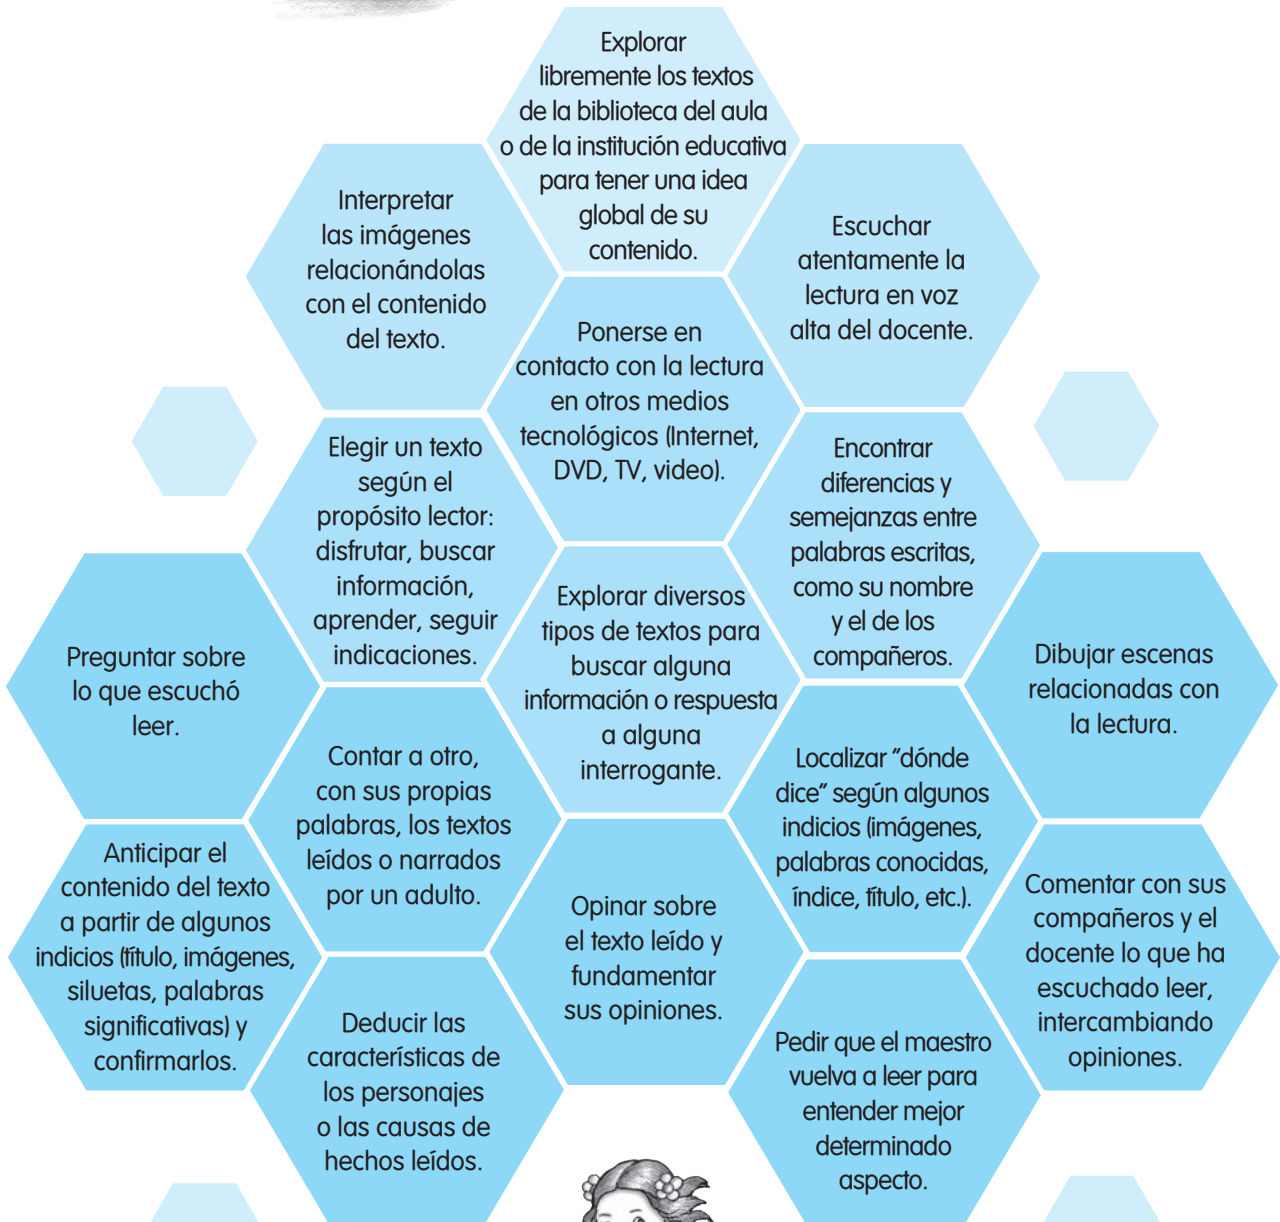 Explorar
libremente los textos
de la biblioteca del aula
o de la institución educativa
para tener una idea
global de su
contenido.
Interpretar
las imágenes
relacionándolas
con el contenido
del texto.
Escuchar
atentamente la
lectura en voz
alta del docente.
Ponerse en
contacto con la lectura
en otros medios
tecnológicos (Internet,
DVD, TV, video).
Elegir un texto
según el
propósito lector:
disfrutar, buscar
información,
aprender, seguir
indicaciones.
Encontrar
diferencias y
semejanzas entre
palabras escritas,
como su nombre
y el de los
compañeros.
Explorar diversos
tipos de textos para
buscar alguna
información o respuesta
a alguna
interrogante.
Preguntar sobre
lo que escuchó
leer.
Dibujar escenas
relacionadas con
la lectura.
Contar a otro,
con sus propias
palabras, los textos
leídos o narrados
por un adulto.
Localizar “dónde
dice” según algunos
indicios (imágenes,
palabras conocidas,
índice, título, etc.).
Anticipar el
contenido del texto
a partir de algunos
indicios (título, imágenes,
siluetas, palabras
significativas) y
confirmarlos.
Opinar sobre
el texto leído y
fundamentar
sus opiniones.
Comentar con sus
compañeros y el
docente lo que ha
escuchado leer,
intercambiando
opiniones.
Deducir las
características de
los personajes
o las causas de
hechos leídos.
Pedir que el maestro
vuelva a leer para
entender mejor
determinado
aspecto.